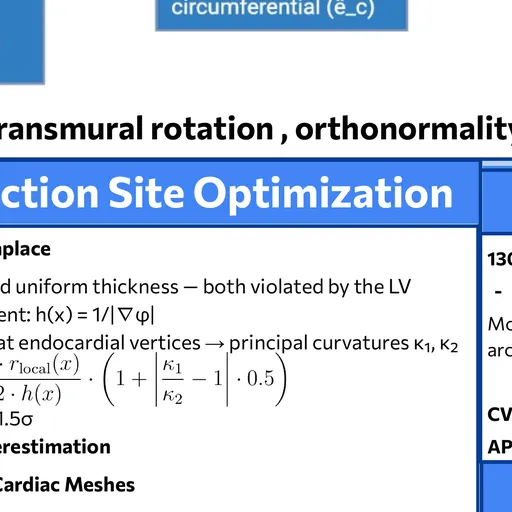 circumferential (ê_c)
ransmural rotation , orthonormality
ction Site Optimization
place
d uniform thickness — both violated by the LV
ent: h(x) = 1/|∇φ|
at endocardial vertices → principal curvatures κ₁, κ₂
· r_local(x) / 2 · h(x) · (1 + |κ₁/κ₂ − 1| · 0.5)
1.5σ
erestimation
Cardiac Meshes
130
-
Mo
arc
CV
AP